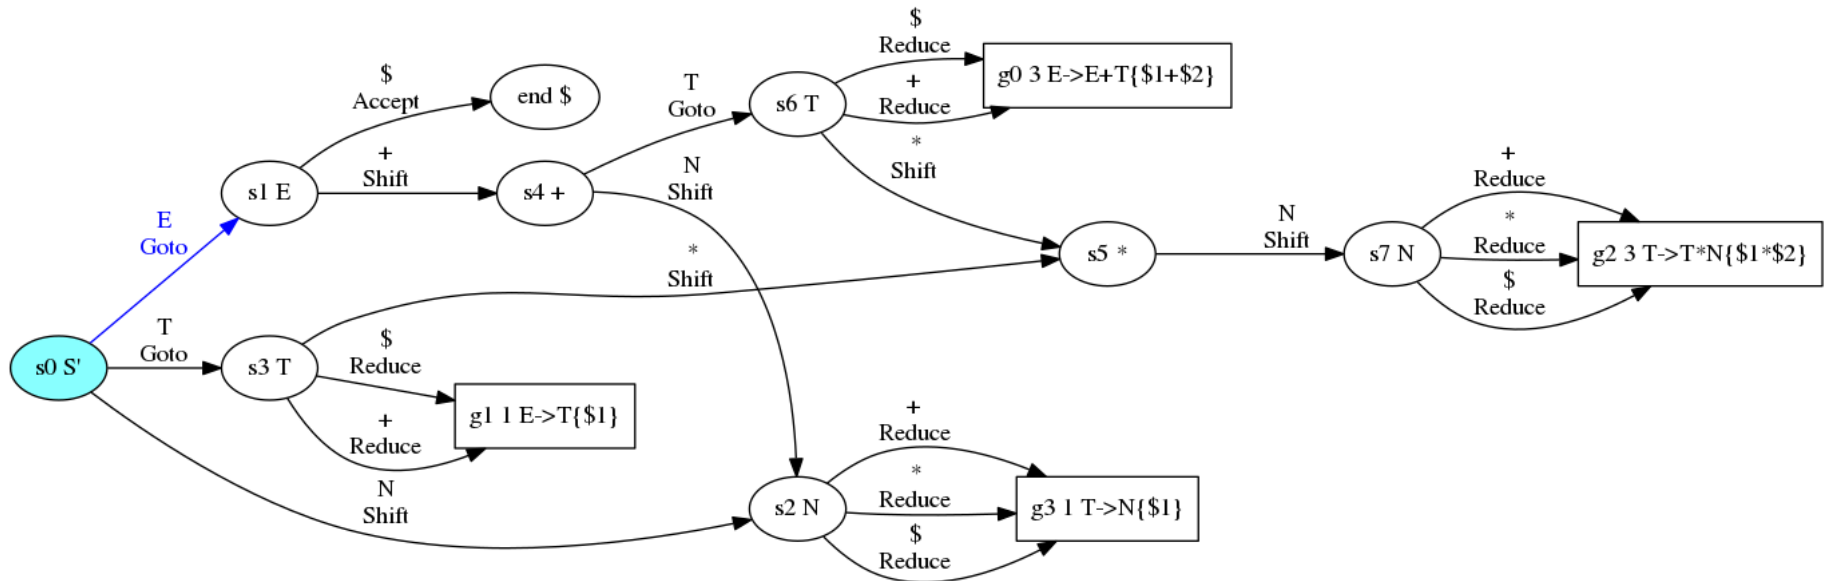 $
Reduce
g0 3 E->E+T{$1+$2}
+
Reduce
s6 T
T
Goto
$
Accept
end $
*
Shift
+
Shift
s1 E
s4 +
N
Shift
E
Goto
+
Reduce
*
Reduce
g2 3 T->T*N{$1*$2}
$
Reduce
N
Shift
s5 *
s7 N
*
Shift
T
Goto
s0 S'
s3 T
$
Reduce
g1 1 E->T{$1}
+
Reduce
N
Shift
+
Reduce
*
Reduce
s2 N
g3 1 T->N{$1}
$
Reduce